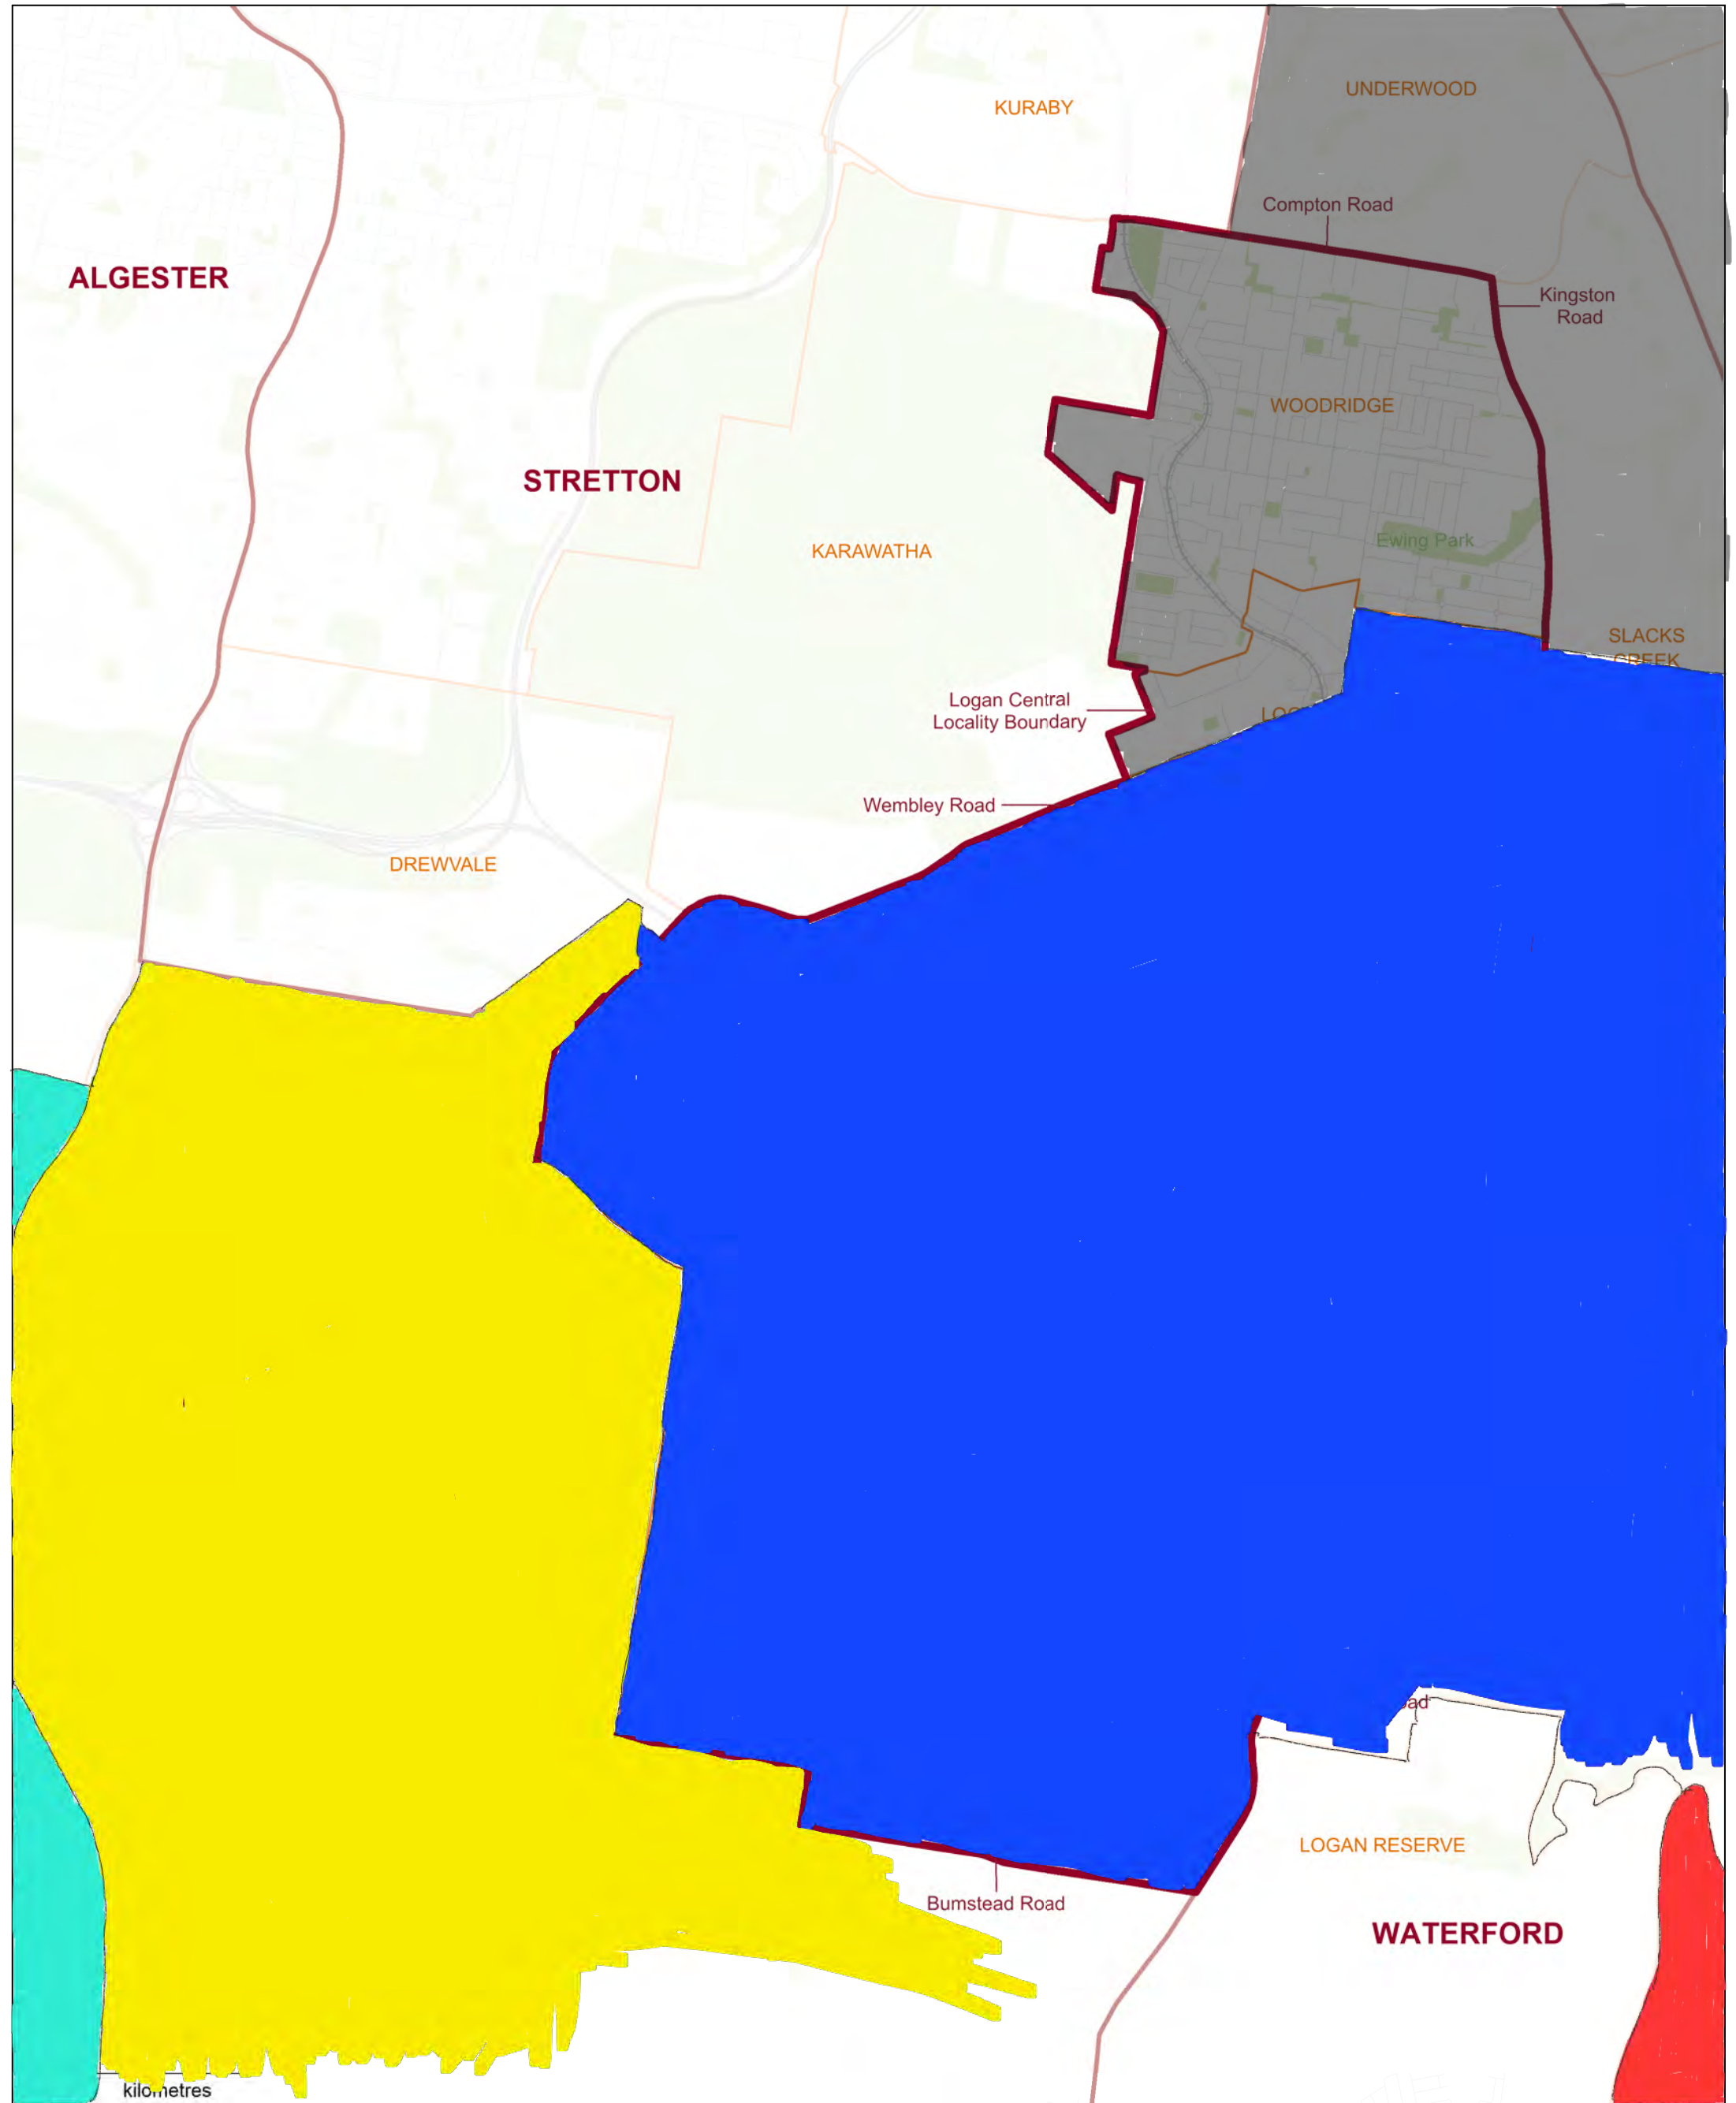 UNDERWOOD
KURABY
Compton Road
ALGESTER
Kingston
Road
WOODRIDGE
STRETTON
Ewing Park
KARAWATHA
SLACKS
CREEK
Logan Central
Locality Boundary
Wembley Road
DREWVALE
LOGAN RESERVE
Bumstead Road
WATERFORD
kilometres